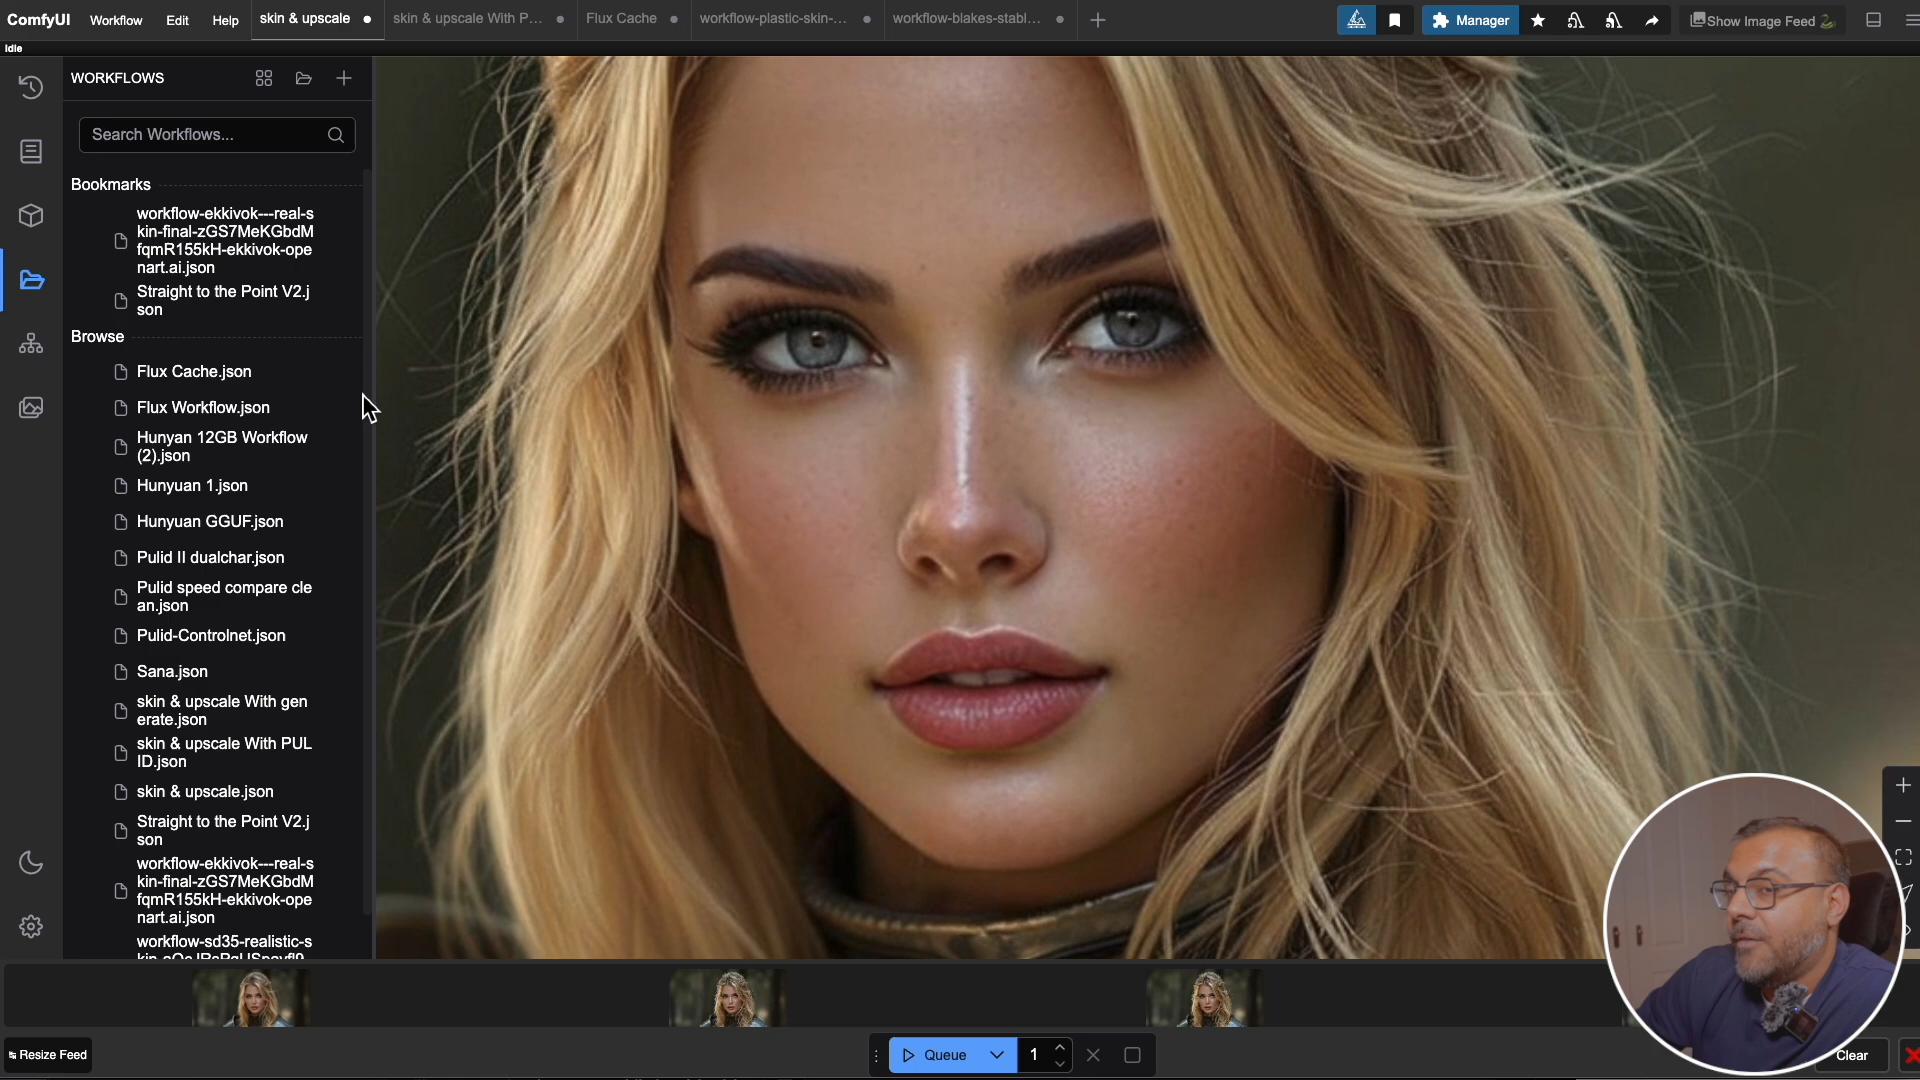 ComfyUI Workflow Edit Help skin & upscale skin & upscale With P... Flux Cache workflow-plastic-skin-... workflow-blakes-stabl... Manager Show Image Feed
Idle
WORKFLOWS
Search Workflows...
Bookmarks
workflow-ekkivok---real-s
kin-final-zGS7MeKGbdM
fqmR155kH-ekkivok-ope
nart.ai.json
Straight to the Point V2.j
son
Browse
Flux Cache.json
Flux Workflow.json
Hunyan 12GB Workflow
(2).json
Hunyuan 1.json
Hunyuan GGUF.json
Pulid II dualchar.json
Pulid speed compare cle
an.json
Pulid-Controlnet.json
Sana.json
skin & upscale With gen
erate.json
skin & upscale With PUL
ID.json
skin & upscale.json
Straight to the Point V2.j
son
workflow-ekkivok---real-s
kin-final-zGS7MeKGbdM
fqmR155kH-ekkivok-ope
nart.ai.json
workflow-sd35-realistic-s
Resize Feed
Queue 1
Clear